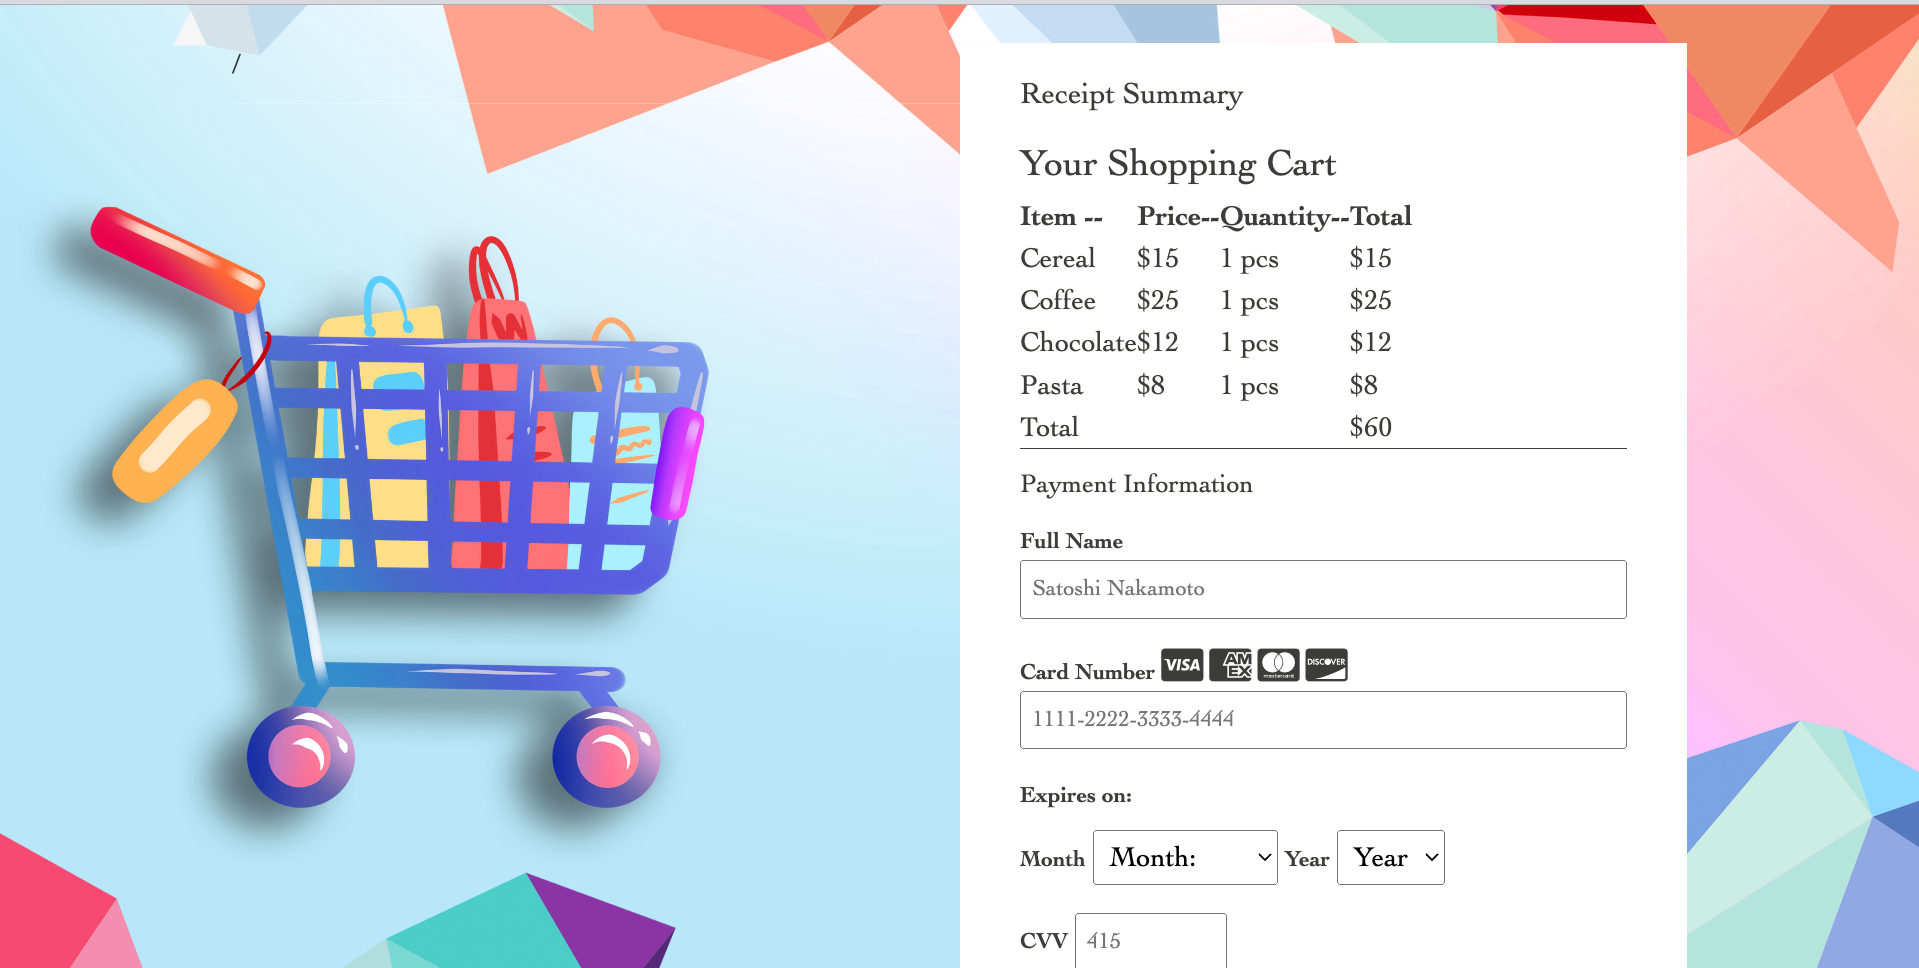 Receipt Summary
Your Shopping Cart
Item -- Price--Quantity--Total
Cereal $15 1 pcs $15
Coffee $25 1 pcs $25
Chocolate$12 1 pcs $12
Pasta $8 1 pcs $8
Total $60
Payment Information
Full Name
Satoshi Nakamoto
Card Number VISA AM EX mastercard DISCOVER
1111-2222-3333-4444
Expires on:
Month Month: Year Year
CVV 415